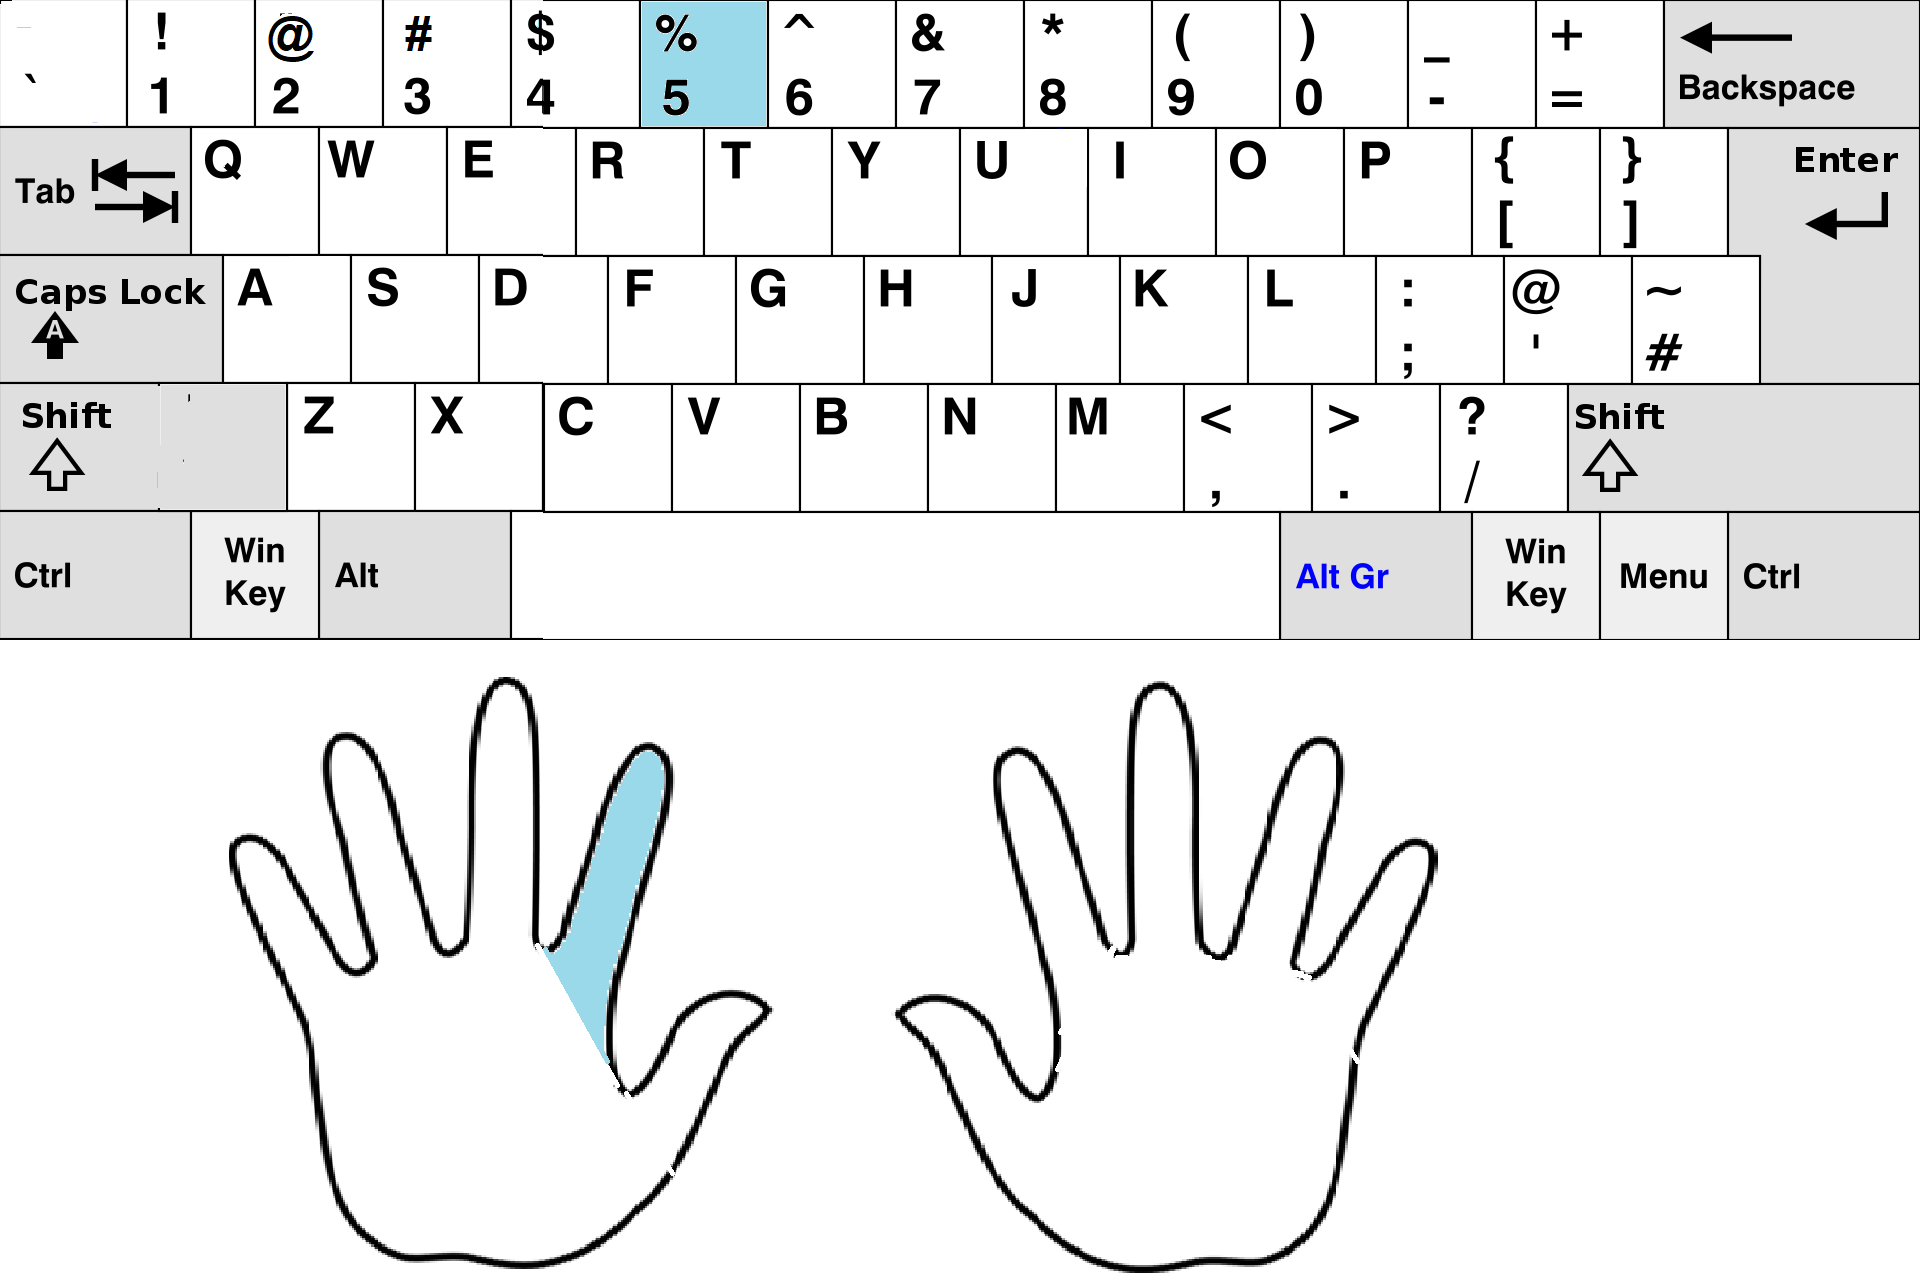 ! @ # $ % ^ & * ( ) _ +
` 1 2 3 4 5 6 7 8 9 0 - = Backspace
Tab Q W E R T Y U I O P { } Enter
[ ]
Caps Lock A S D F G H J K L : @ ~
A ; ' #
Shift Z X C V B N M < > ? Shift
, . /
Ctrl Win Key Alt Alt Gr Win Key Menu Ctrl